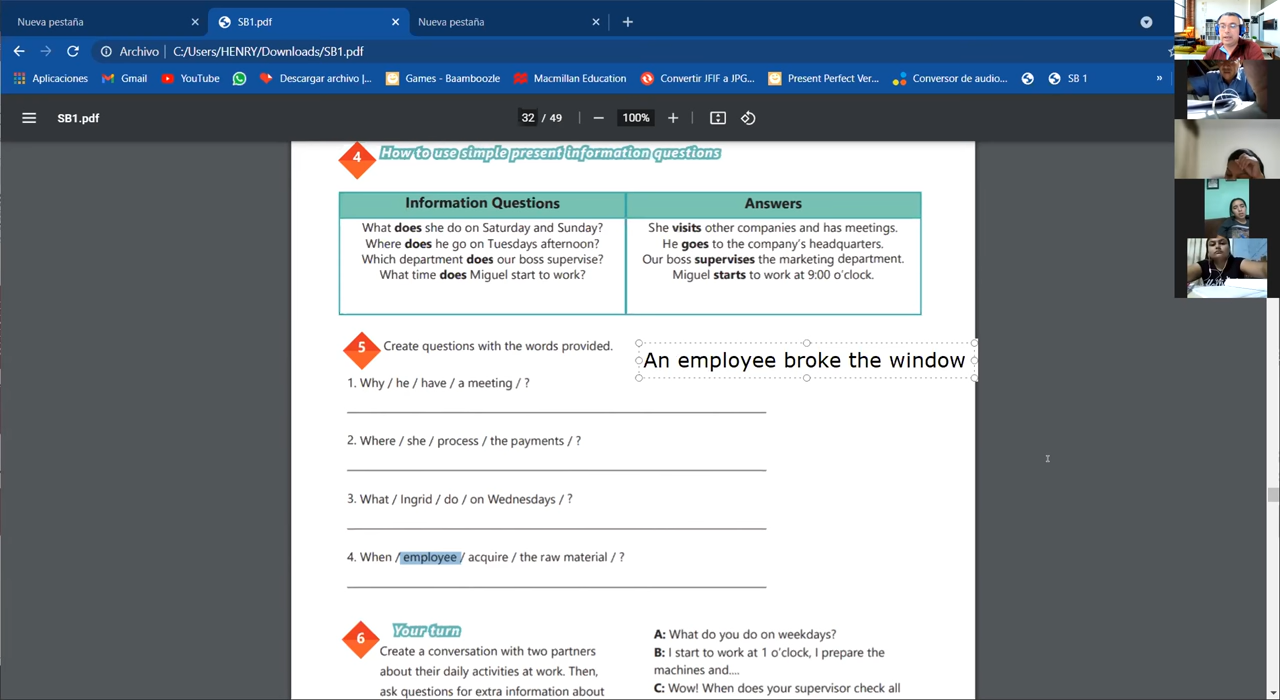 Nueva pestaña
SB1.pdf
Nueva pestaña
Archivo C:/Users/HENRY/Downloads/SB1.pdf
Aplicaciones Gmail YouTube Descargar archivo |... Games - Baamboozle Macmillan Education Convertir JFIF a JPG... Present Perfect Ver... Conversor de audio... SB 1 »
SB1.pdf 32 / 49 100%
4 How to use simple present information questions
Information Questions
What does she do on Saturday and Sunday?
Where does he go on Tuesdays afternoon?
Which department does our boss supervise?
What time does Miguel start to work?
Answers
She visits other companies and has meetings.
He goes to the company's headquarters.
Our boss supervises the marketing department.
Miguel starts to work at 9:00 o'clock.
5 Create questions with the words provided.
An employee broke the window
1. Why / he / have / a meeting / ?
2. Where / she / process / the payments / ?
3. What / Ingrid / do / on Wednesdays / ?
4. When / employee / acquire / the raw material / ?
6 Your turn
Create a conversation with two partners
about their daily activities at work. Then,
ask questions for extra information about
A: What do you do on weekdays?
B: I start to work at 1 o'clock, I prepare the
machines and....
C: Wow! When does your supervisor check all